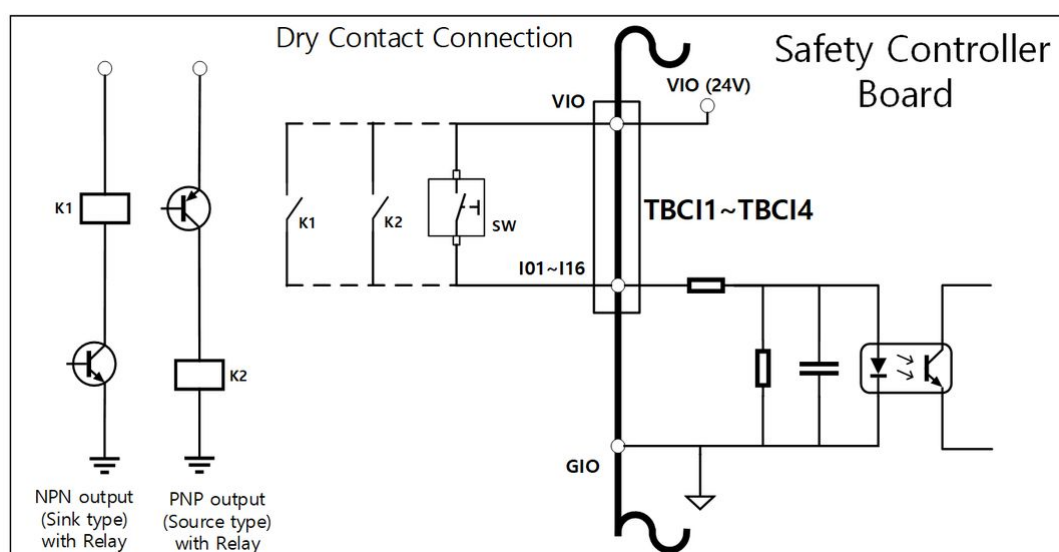 Dry Contact Connection
Safety Controller
Board
VIO
VIO (24V)
K1
K1
K2
SW
TBCI1~TBCI4
I01~I16
K2
GIO
NPN output
(Sink type)
with Relay
PNP output
(Source type)
with Relay